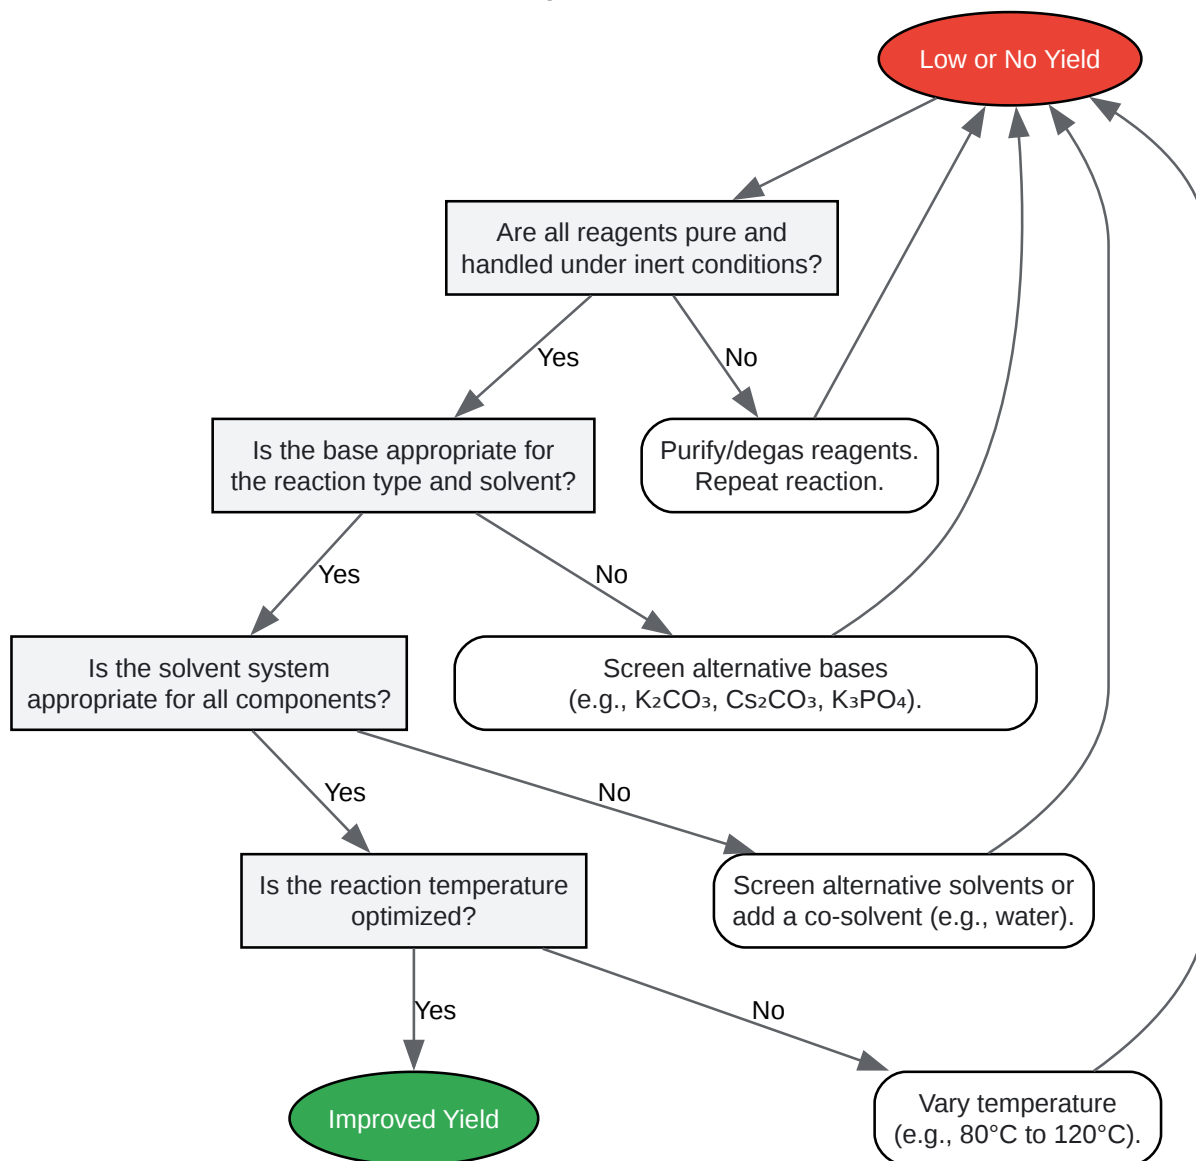 Low or No Yield
Are all reagents pure and
handled under inert conditions?
Yes
No
Is the base appropriate for
the reaction type and solvent?
Purify/degas reagents.
Repeat reaction.
Yes
No
Is the solvent system
appropriate for all components?
Screen alternative bases
(e.g., K₂CO₃, Cs₂CO₃, K₃PO₄).
Yes
No
Is the reaction temperature
optimized?
Screen alternative solvents or
add a co-solvent (e.g., water).
Yes
No
Improved Yield
Vary temperature
(e.g., 80°C to 120°C).